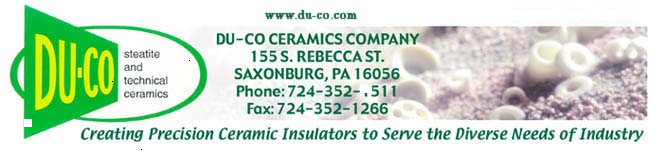 www.du-co.com
DU-CO CERAMICS COMPANY
155 S. REBECCA ST.
SAXONBURG, PA 16056
Phone: 724-352- . 511
Fax: 724-352-1266
DU-CO
steatite
and
technical
ceramics
Creating Precision Ceramic Insulators to Serve the Diverse Needs of Industry